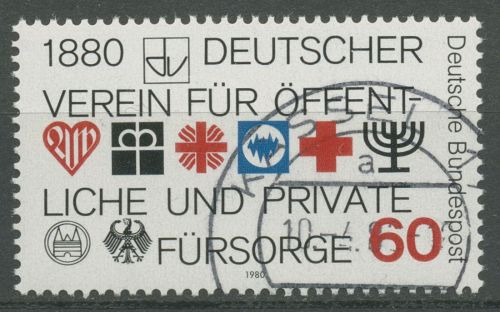 1880 DEUTSCHER
VEREIN FÜR ÖFFENT-
LICHE UND PRIVATE
FÜRSORGE 60
1980
Deutsche Bundespost
a